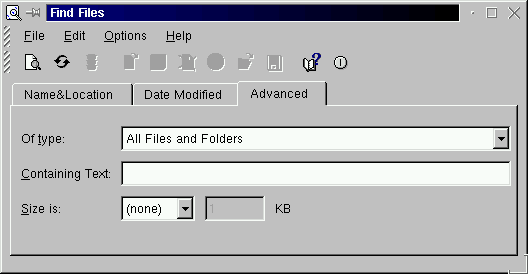 Find Files
File Edit Options Help
Name&Location Date Modified Advanced
Of type: All Files and Folders
Containing Text:
Size is: (none) 1 KB